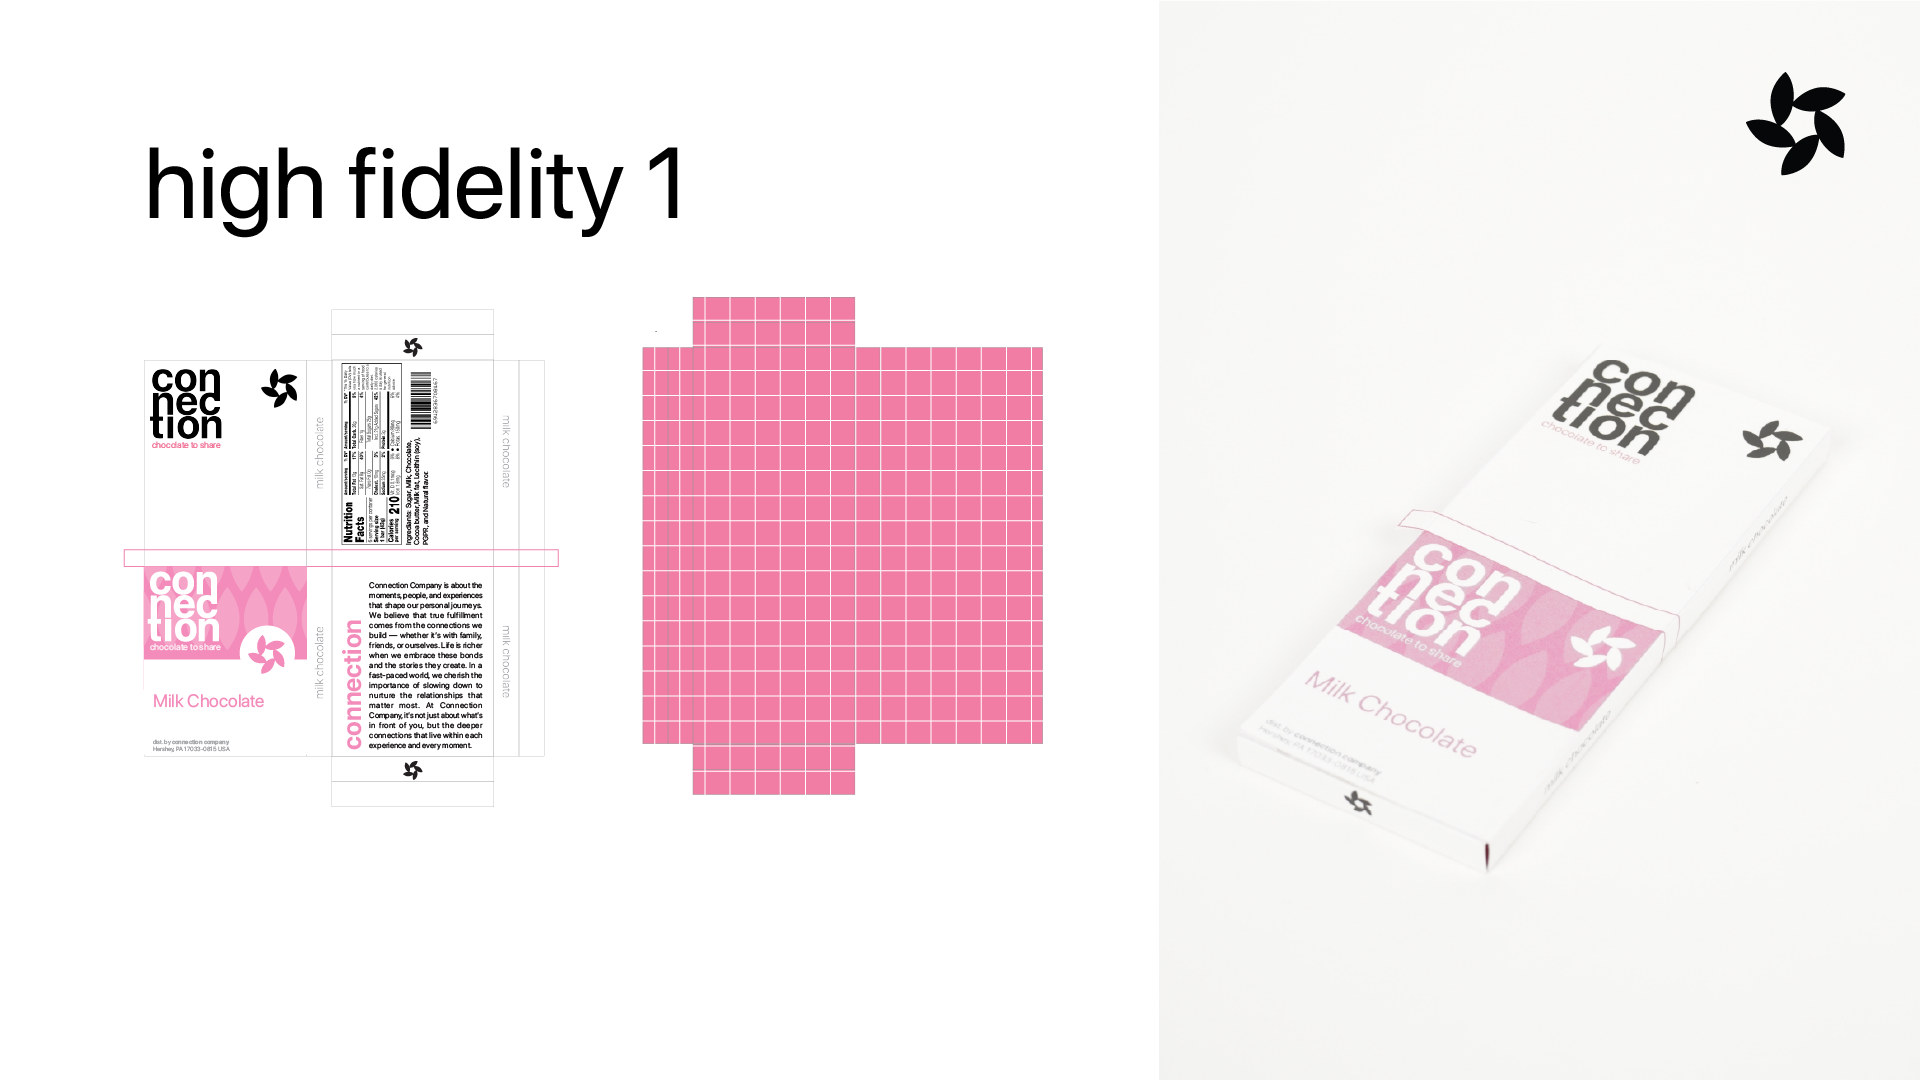 high fidelity 1
con
nec
tion
chocolate to share
milk chocolate
Nutrition
Facts
Serving size
1 bar (43g)
Calories 210
per serving
Ingredients: Sugar, Milk, Chocolate,
Cocoa butter, Milk fat, Lecithin (soy),
PGPR, and Natural flavor.
milk chocolate
con
nec
tion
chocolate to share
Milk Chocolate
dist. by connection company
Hershey, PA 17033-0815 USA
milk chocolate
connection
Connection Company is about the
moments, people, and experiences
that shape our personal journeys.
We believe that true fulfillment
comes from the connections we
build — whether it's with family,
friends, or ourselves. Life is richer
when we embrace these bonds
and the stories they create. In a
fast-paced world, we cherish the
importance of slowing down to
nurture the relationships that
matter most. At Connection
Company, it's not just about what's
in front of you, but the deeper
connections that live within each
experience and every moment.
milk chocolate
con
nec
tion
chocolate to share
milk chocolate
con
nec
tion
chocolate to share
Milk Chocolate
dist. by connection company
Hershey, PA 17033-0815 USA
milk chocolate